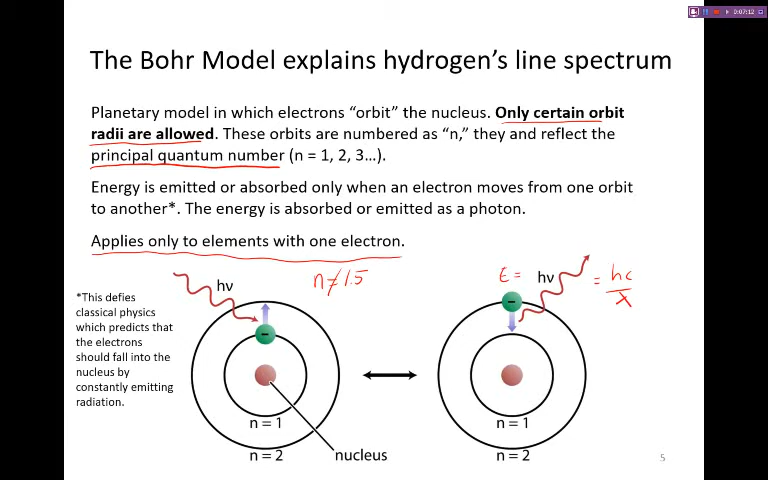 0:07:12
The Bohr Model explains hydrogen's line spectrum
Planetary model in which electrons “orbit” the nucleus. Only certain orbit
radii are allowed. These orbits are numbered as “n,” they and reflect the
principal quantum number (n = 1, 2, 3…).
Energy is emitted or absorbed only when an electron moves from one orbit
to another*. The energy is absorbed or emitted as a photon.
Applies only to elements with one electron.
n ≠ 1.5
hν
E = hν = hc/λ
*This defies
classical physics
which predicts that
the electrons
should fall into the
nucleus by
constantly emitting
radiation.
n = 1
n = 2
nucleus
n = 1
n = 2
5